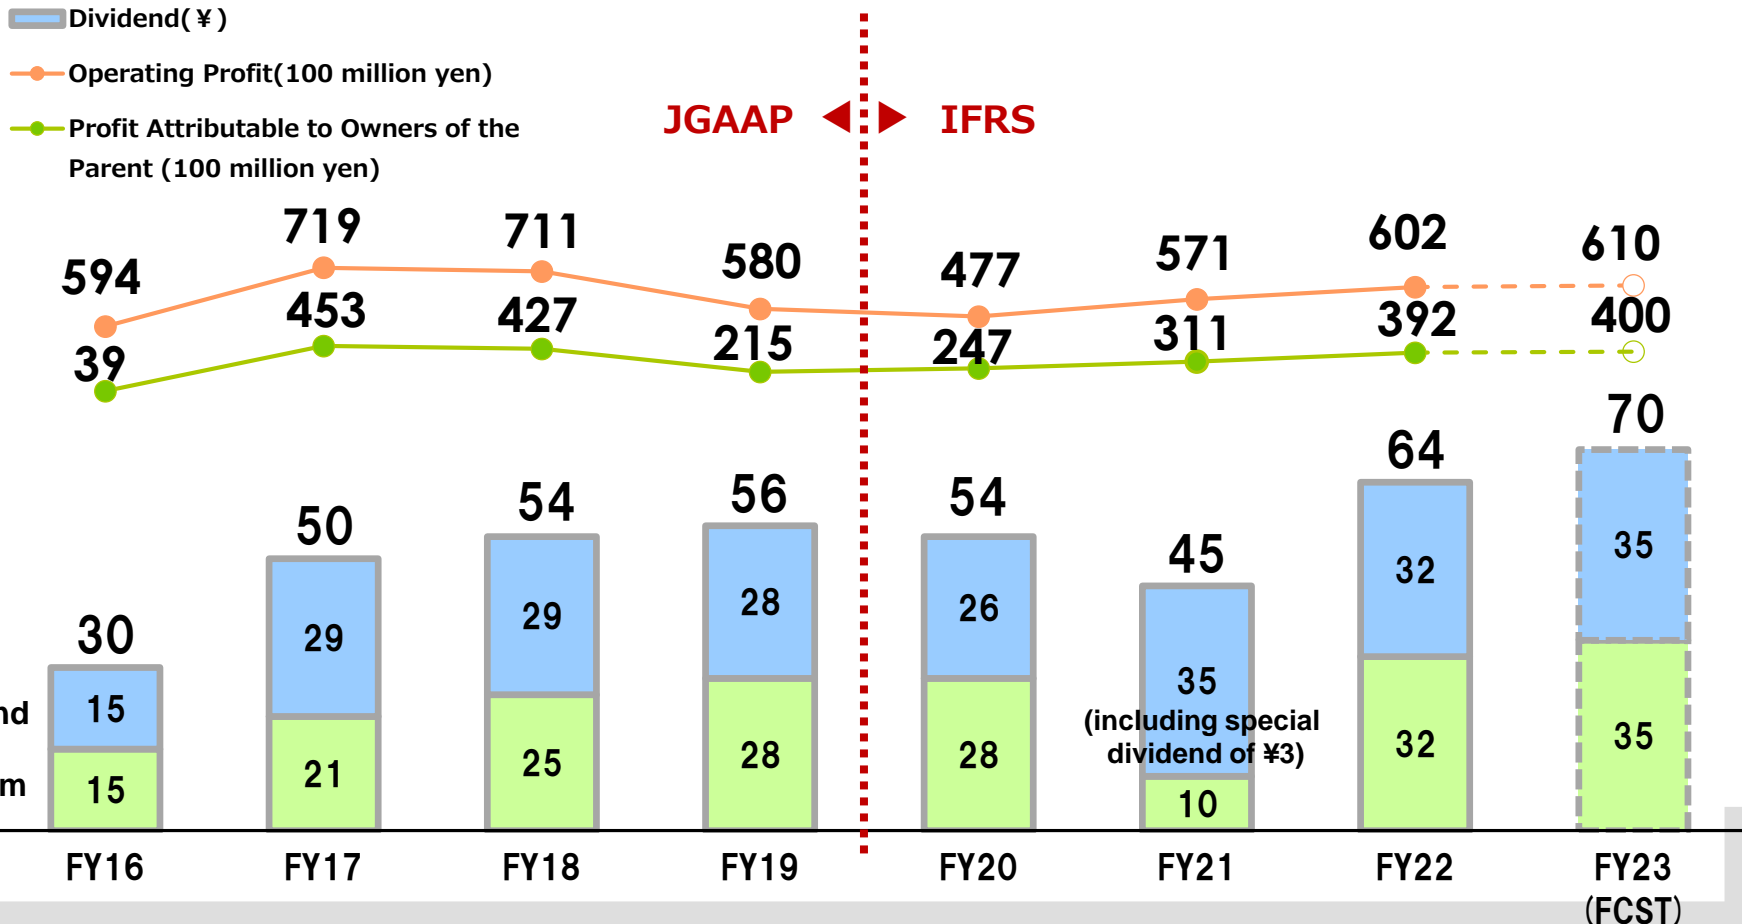 Dividend(¥)
Operating Profit(100 million yen)
Profit Attributable to Owners of the
Parent (100 million yen)
JGAAP IFRS
594 719 711 580 477 571 602 610
39 453 427 215 247 311 392 400
30 50 54 56 54 45 64 70
15 29 29 28 26 35 32 35
(including special
dividend of ¥3)
15 21 25 28 28 10 32 35
FY16 FY17 FY18 FY19 FY20 FY21 FY22 FY23
(FCST)